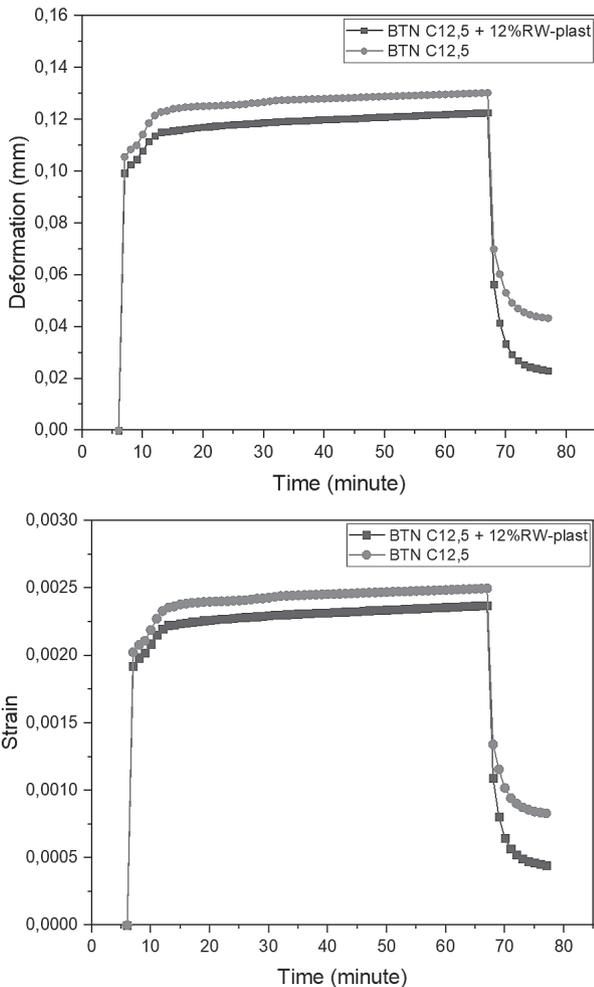 0,16
0,14
0,12
0,10
0,08
0,06
0,04
0,02
0,00
Deformation (mm)
BTN C12,5 + 12%RW-plast
BTN C12,5
0 10 20 30 40 50 60 70 80
Time (minute)
0,0030
0,0025
0,0020
0,0015
0,0010
0,0005
0,0000
Strain
BTN C12,5 + 12%RW-plast
BTN C12,5
0 10 20 30 40 50 60 70 80
Time (minute)